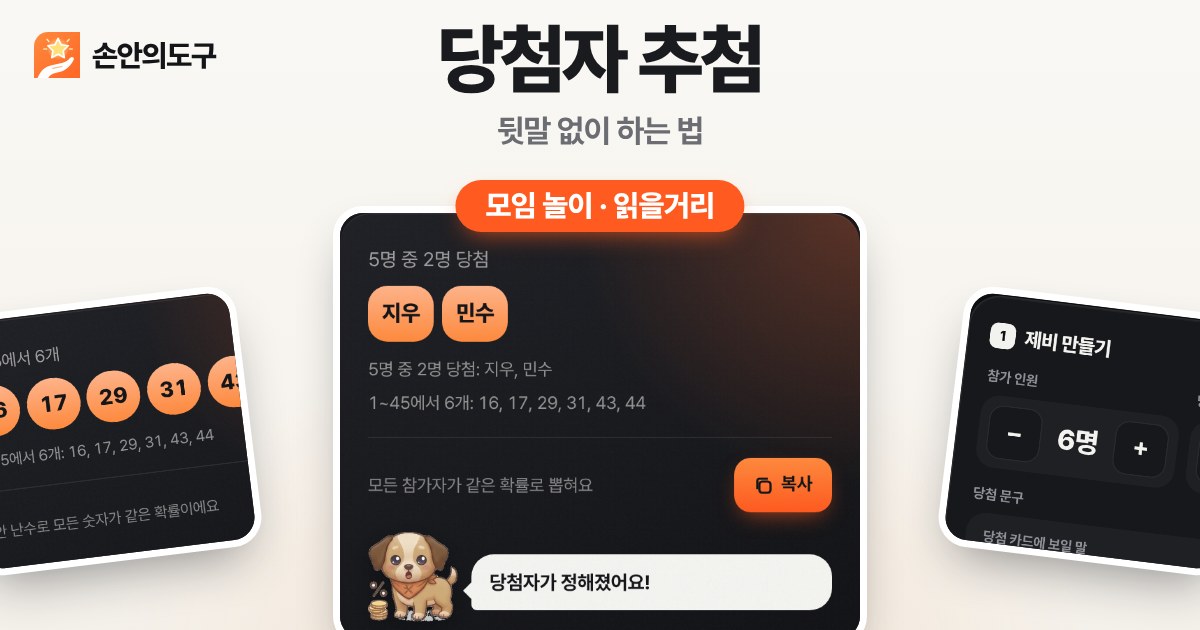 손안의도구
당첨자 추첨
뒷말 없이 하는 법
모임 놀이 · 읽을거리
5명 중 2명 당첨
지우 민수
5명 중 2명 당첨: 지우, 민수
1~45에서 6개: 16, 17, 29, 31, 43, 44
모든 참가자가 같은 확률로 뽑혀요
복사
당첨자가 정해졌어요!
에서 6개
17 29 31
5에서 6개: 16, 17, 29, 31, 43, 44
난수로 모든 숫자가 같은 확률이에요
1 제비 만들기
참가 인원
− 6명 +
당첨 문구
당첨 카드에 보일 말